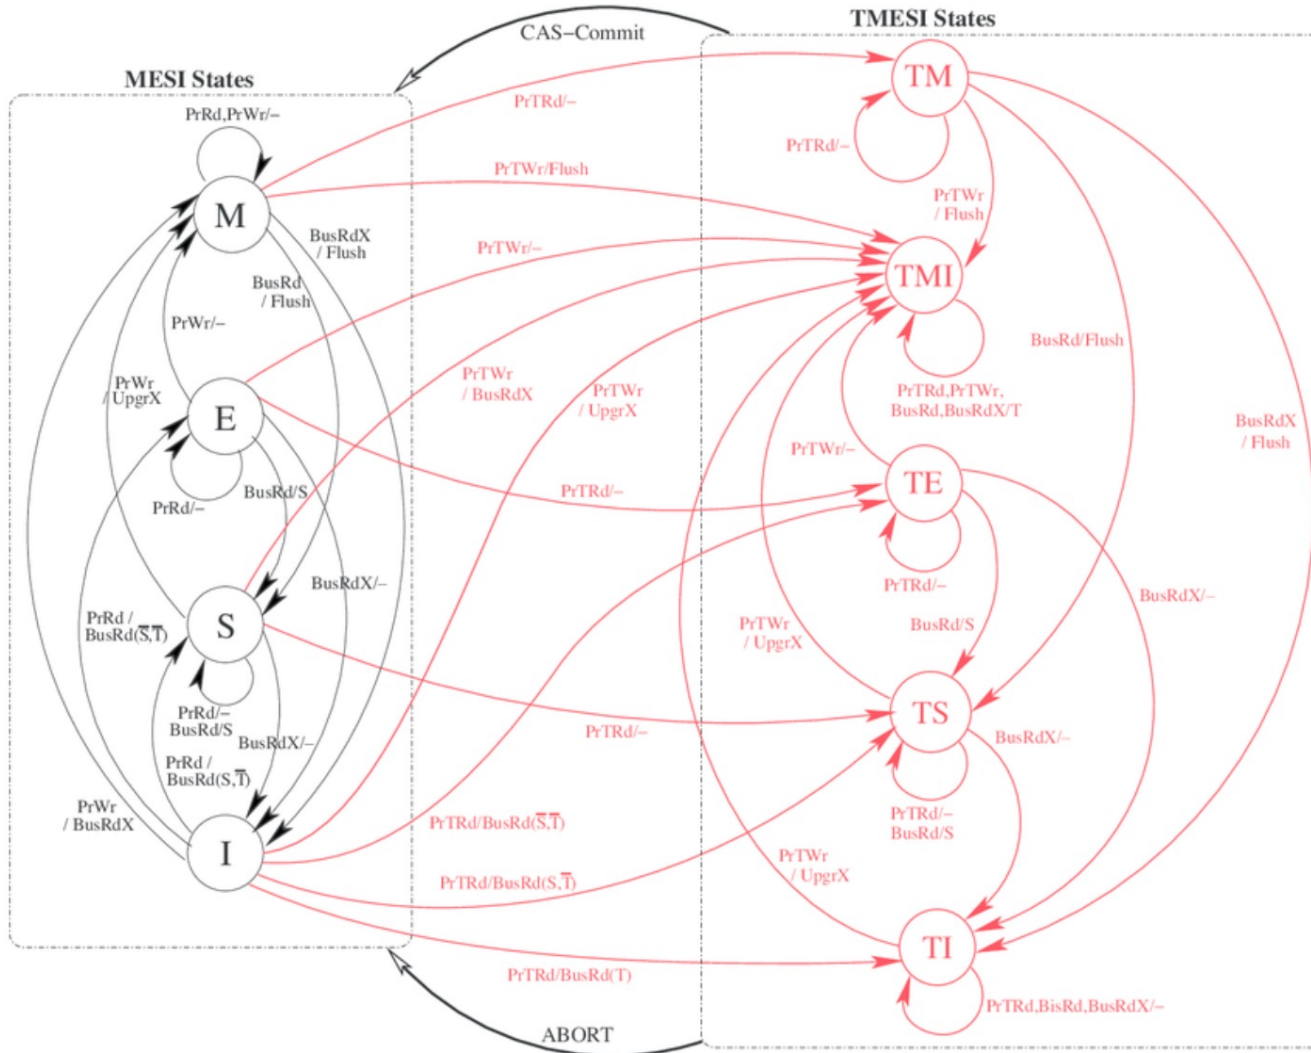 TMESI States
CAS–Commit
MESI States
TM
PrTRd/–
PrRd,PrWr/–
PrTRd/–
PrTWr/Flush
PrTWr
/ Flush
M
BusRdX
/ Flush
PrTWr/–
TMI
BusRd
/ Flush
PrWr/–
BusRd/Flush
PrWr
/ UpgrX
PrTWr
/ BusRdX
PrTWr
/ UpgrX
PrTRd,PrTWr,
BusRd,BusRdX/T
E
BusRdX
/ Flush
PrTWr/–
TE
BusRd/S
PrTRd/–
PrRd/–
BusRdX/–
PrTRd/–
BusRdX/–
PrRd /
BusRd(S̅,T̅)
S
BusRd/S
PrTWr
/ UpgrX
TS
PrRd/–
BusRd/S
PrTRd/–
BusRdX/–
BusRdX/–
PrRd /
BusRd(S,T̅)
PrWr
/ BusRdX
PrTRd/BusRd(S̅,T̅)
PrTRd/–
BusRd/S
I
PrTWr
/ UpgrX
PrTRd/BusRd(S,T̅)
TI
PrTRd/BusRd(T)
PrTRd,BisRd,BusRdX/–
ABORT